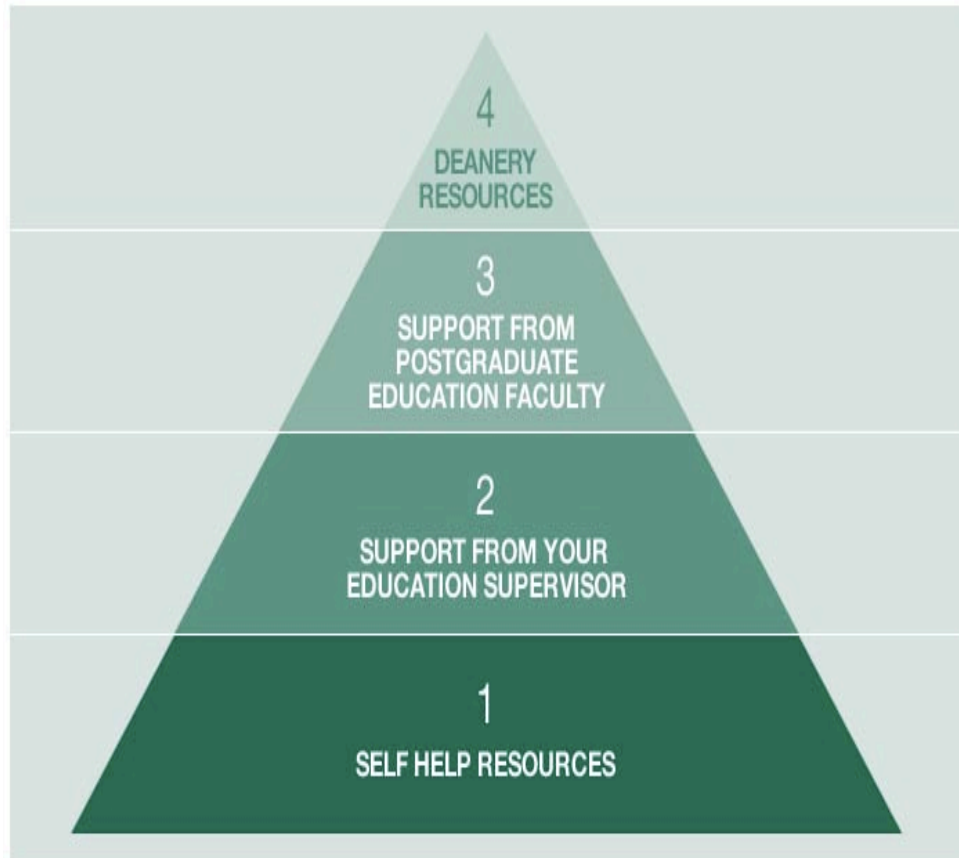 4
DEANERY
RESOURCES
3
SUPPORT FROM
POSTGRADUATE
EDUCATION FACULTY
2
SUPPORT FROM YOUR
EDUCATION SUPERVISOR
1
SELF HELP RESOURCES